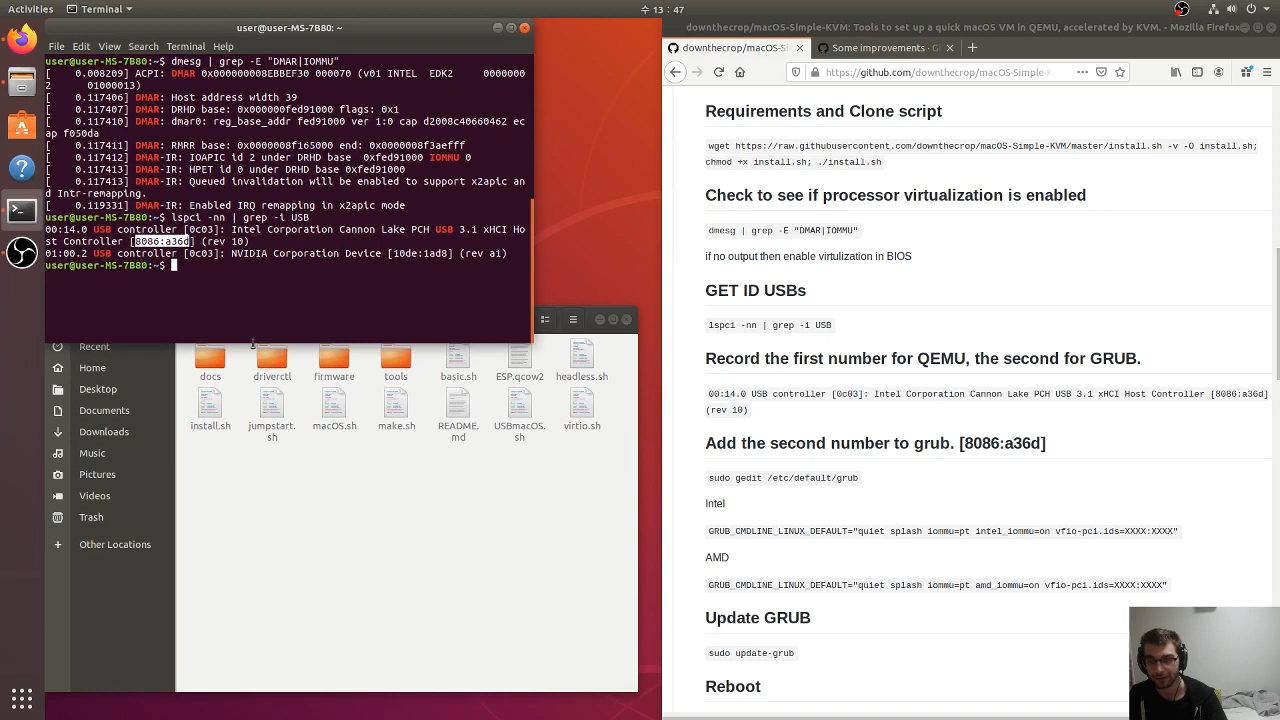 Activities
Terminal
13 : 47
user@user-MS-7B80: ~
File Edit View Search Terminal Help
user@user-MS-7B80:~$ dmesg | grep -E "DMAR|IOMMU"
[    0.008209] ACPI: DMAR 0x000000008EBBEF30 000070 (v01 INTEL  EDK2     0000000
2      01000013)
[    0.117406] DMAR: Host address width 39
[    0.117407] DMAR: DRHD base: 0x000000fed91000 flags: 0x1
[    0.117410] DMAR: dmar0: reg_base_addr fed91000 ver 1:0 cap d2008c40660462 ec
ap f050da
[    0.117411] DMAR: RMRR base: 0x0000008f165000 end: 0x0000008f3aefff
[    0.117412] DMAR-IR: IOAPIC id 2 under DRHD base  0xfed91000 IOMMU 0
[    0.117413] DMAR-IR: HPET id 0 under DRHD base 0xfed91000
[    0.117413] DMAR-IR: Queued invalidation will be enabled to support x2apic an
d Intr-remapping.
[    0.119331] DMAR-IR: Enabled IRQ remapping in x2apic mode
user@user-MS-7B80:~$ lspci -nn | grep -i USB
00:14.0 USB controller [0c03]: Intel Corporation Cannon Lake PCH USB 3.1 xHCI Ho
st Controller [8086:a36d] (rev 10)
01:00.2 USB controller [0c03]: NVIDIA Corporation Device [10de:1ad8] (rev a1)
user@user-MS-7B80:~$
Recent
Home
Desktop
Documents
Downloads
Music
Pictures
Videos
Trash
+ Other Locations
docs driverctl firmware tools basic.sh ESP.qcow2 headless.sh
install.sh jumpstart.sh macOS.sh make.sh README.md USBmacOS.sh virtio.sh
downthecrop/macOS-Simple-KVM: Tools to set up a quick macOS VM in QEMU, accelerated by KVM. - Mozilla Firefox
downthecrop/macOS-Simple
Some improvements · G
https://github.com/downthecrop/macOS-Simple-K
Requirements and Clone script
wget https://raw.githubusercontent.com/downthecrop/macOS-Simple-KVM/master/install.sh -v -O install.sh;
chmod +x install.sh; ./install.sh
Check to see if processor virtualization is enabled
dmesg | grep -E "DMAR|IOMMU"
if no output then enable virtulization in BIOS
GET ID USBs
lspci -nn | grep -i USB
Record the first number for QEMU, the second for GRUB.
00:14.0 USB controller [0c03]: Intel Corporation Cannon Lake PCH USB 3.1 xHCI Host Controller [8086:a36d]
(rev 10)
Add the second number to grub. [8086:a36d]
sudo gedit /etc/default/grub
Intel
GRUB_CMDLINE_LINUX_DEFAULT="quiet splash iommu=pt intel_iommu=on vfio-pci.ids=XXXX:XXXX"
AMD
GRUB_CMDLINE_LINUX_DEFAULT="quiet splash iommu=pt amd_iommu=on vfio-pci.ids=XXXX:XXXX"
Update GRUB
sudo update-grub
Reboot